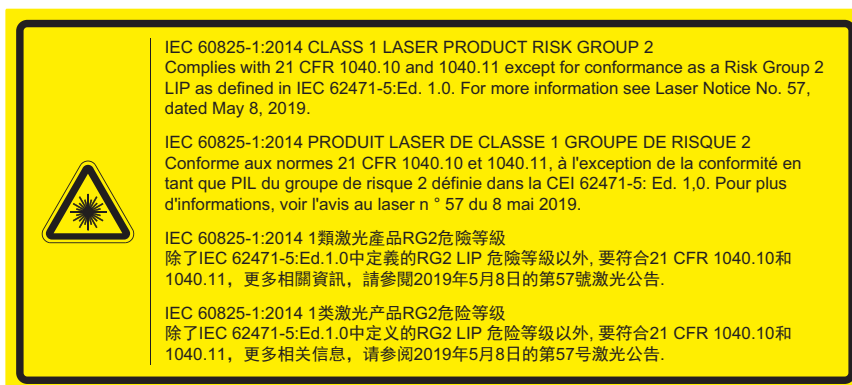 IEC 60825-1:2014 CLASS 1 LASER PRODUCT RISK GROUP 2
Complies with 21 CFR 1040.10 and 1040.11 except for conformance as a Risk Group 2
LIP as defined in IEC 62471-5:Ed. 1.0. For more information see Laser Notice No. 57,
dated May 8, 2019.
IEC 60825-1:2014 PRODUIT LASER DE CLASSE 1 GROUPE DE RISQUE 2
Conforme aux normes 21 CFR 1040.10 et 1040.11, à l'exception de la conformité en
tant que PIL du groupe de risque 2 définie dans la CEI 62471-5: Ed. 1,0. Pour plus
d'informations, voir l'avis au laser n ° 57 du 8 mai 2019.
IEC 60825-1:2014 1類激光產品RG2危險等級
除了IEC 62471-5:Ed.1.0中定義的RG2 LIP 危險等級以外, 要符合21 CFR 1040.10和
1040.11，更多相關資訊，請參閱2019年5月8日的第57號激光公告.
IEC 60825-1:2014 1类激光产品RG2危险等级
除了IEC 62471-5:Ed.1.0中定义的RG2 LIP 危险等级以外, 要符合21 CFR 1040.10和
1040.11，更多相关信息，请参阅2019年5月8日的第57号激光公告.